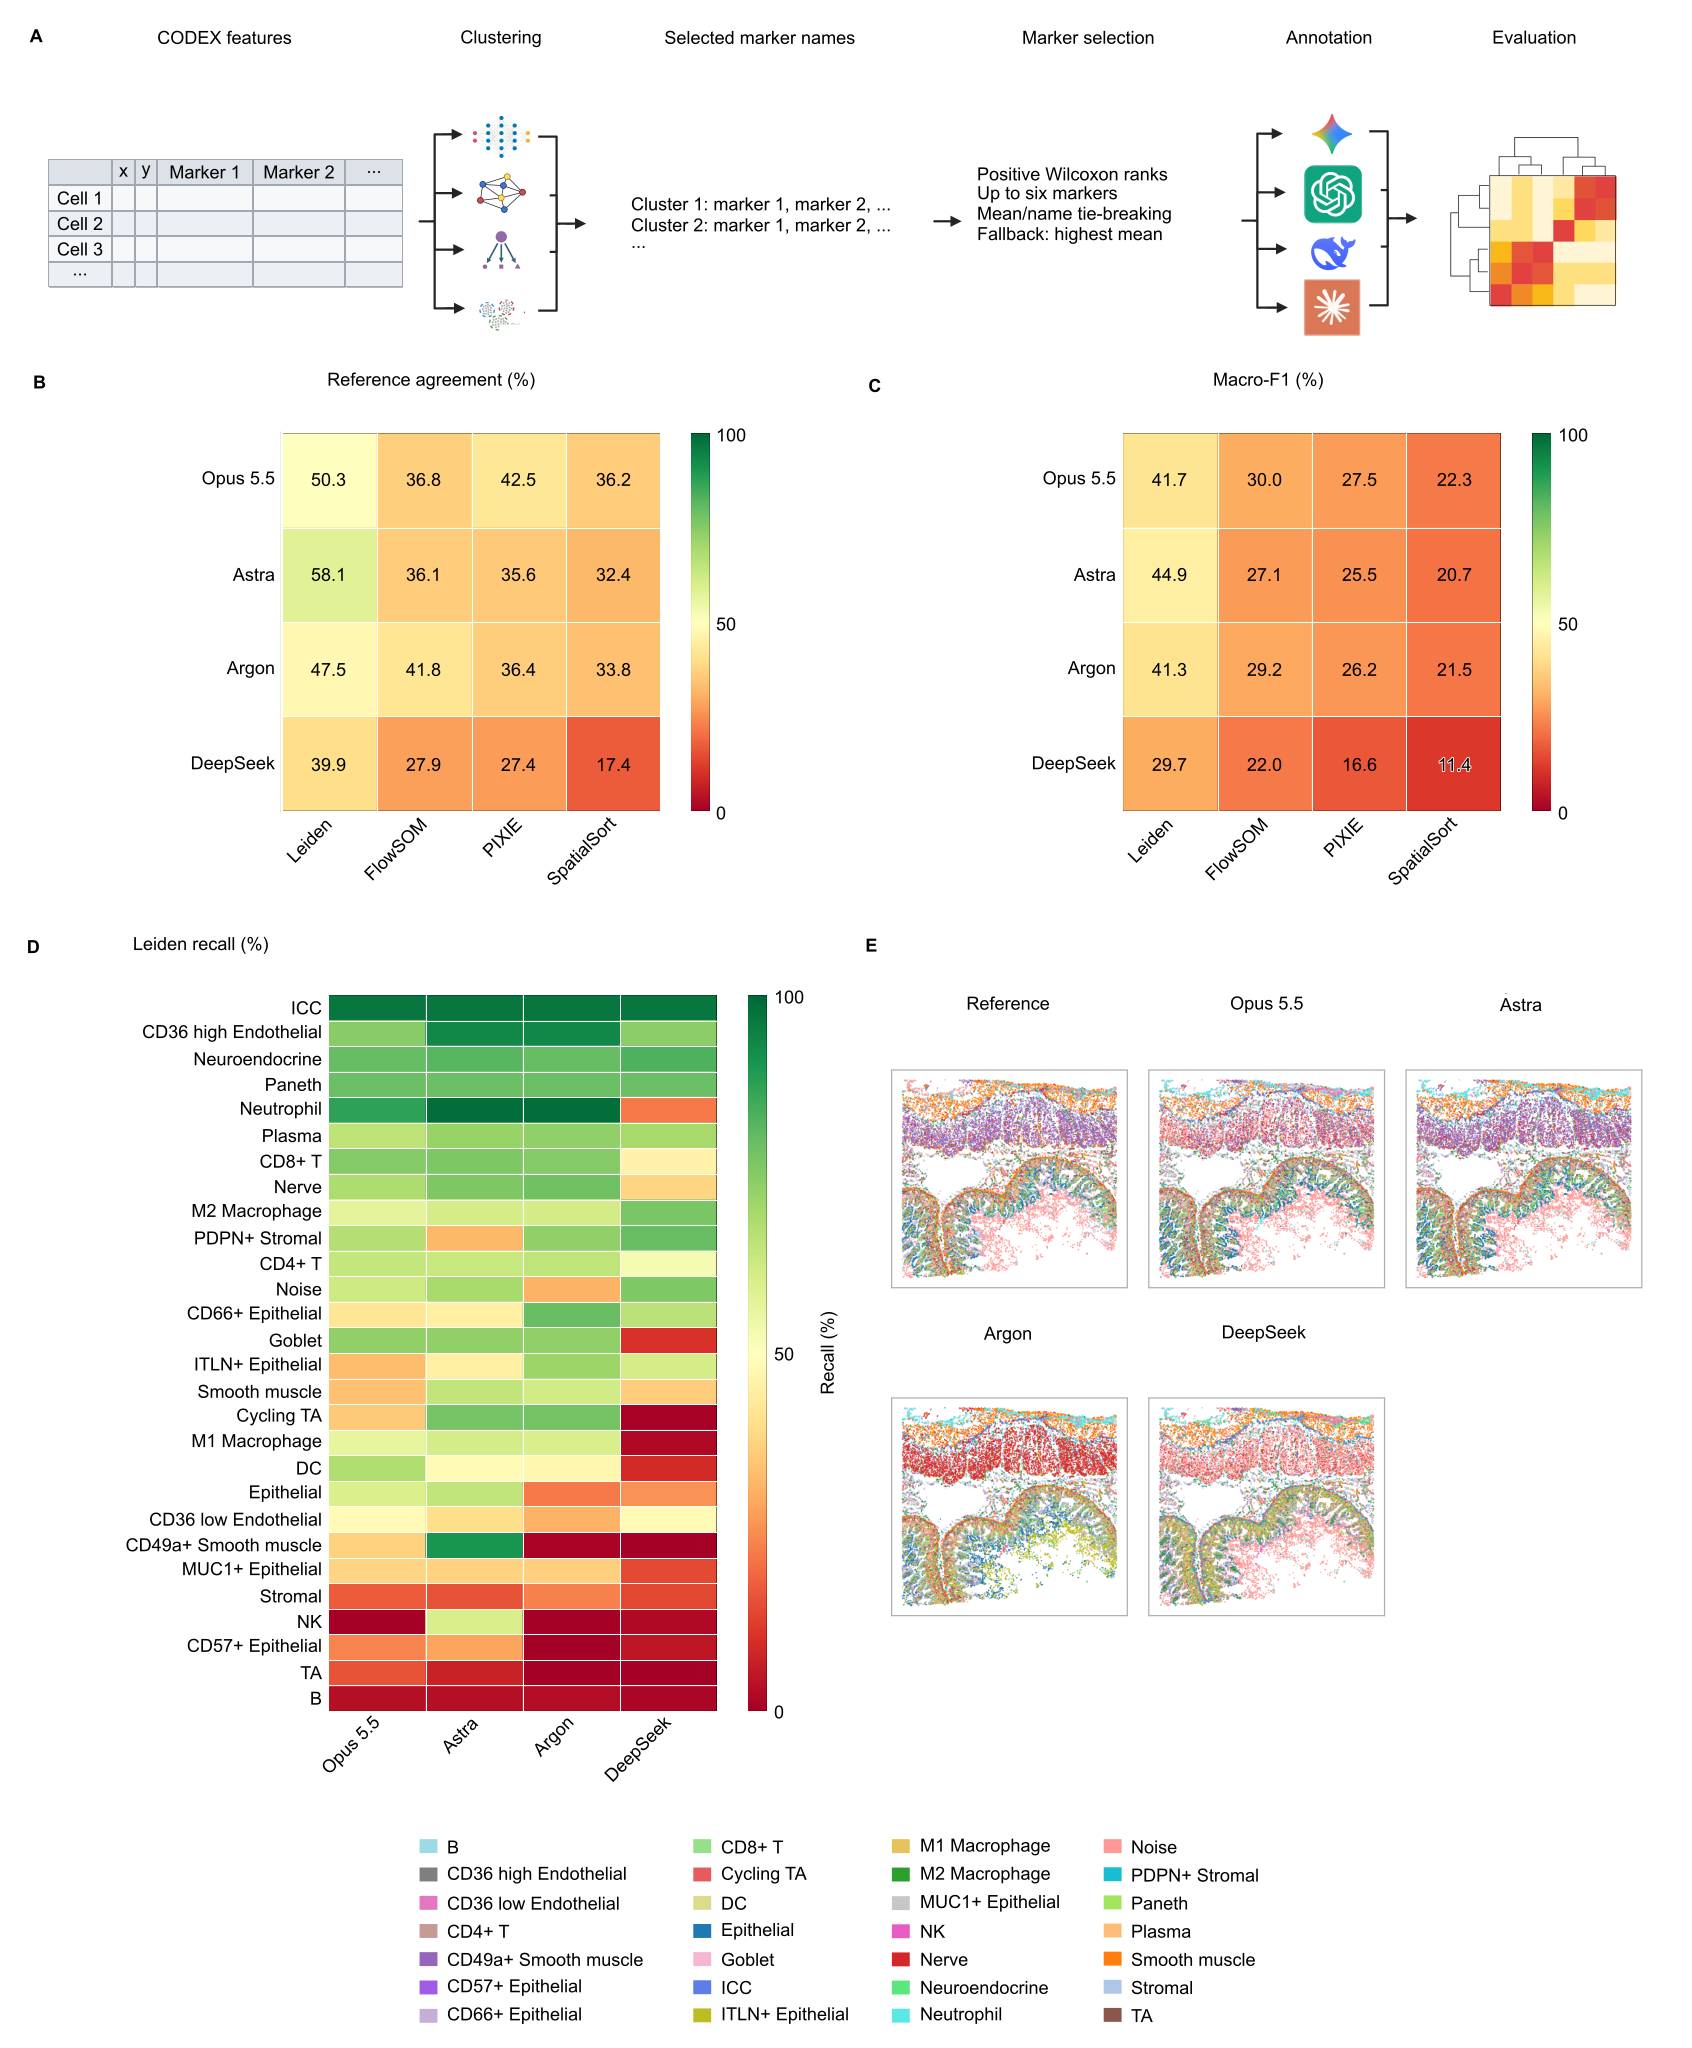 A
CODEX features
Clustering
Selected marker names
Marker selection
Annotation
Evaluation
x
y
Marker 1
Marker 2
...
Cell 1
Cell 2
Cell 3
...
Cluster 1: marker 1, marker 2, ...
Cluster 2: marker 1, marker 2, ...
...
Positive Wilcoxon ranks
Up to six markers
Mean/name tie-breaking
Fallback: highest mean
B
Reference agreement (%)
Opus 5.5
50.3
36.8
42.5
36.2
Astra
58.1
36.1
35.6
32.4
Argon
47.5
41.8
36.4
33.8
DeepSeek
39.9
27.9
27.4
17.4
Leiden
FlowSOM
PIXIE
SpatialSort
100
50
0
C
Macro-F1 (%)
Opus 5.5
41.7
30.0
27.5
22.3
Astra
44.9
27.1
25.5
20.7
Argon
41.3
29.2
26.2
21.5
DeepSeek
29.7
22.0
16.6
11.4
Leiden
FlowSOM
PIXIE
SpatialSort
100
50
0
D
Leiden recall (%)
ICC
CD36 high Endothelial
Neuroendocrine
Paneth
Neutrophil
Plasma
CD8+ T
Nerve
M2 Macrophage
PDPN+ Stromal
CD4+ T
Noise
CD66+ Epithelial
Goblet
ITLN+ Epithelial
Smooth muscle
Cycling TA
M1 Macrophage
DC
Epithelial
CD36 low Endothelial
CD49a+ Smooth muscle
MUC1+ Epithelial
Stromal
NK
CD57+ Epithelial
TA
B
Opus 5.5
Astra
Argon
DeepSeek
100
50
0
Recall (%)
E
Reference
Opus 5.5
Astra
Argon
DeepSeek
B
CD36 high Endothelial
CD36 low Endothelial
CD4+ T
CD49a+ Smooth muscle
CD57+ Epithelial
CD66+ Epithelial
CD8+ T
Cycling TA
DC
Epithelial
Goblet
ICC
ITLN+ Epithelial
M1 Macrophage
M2 Macrophage
MUC1+ Epithelial
NK
Nerve
Neuroendocrine
Neutrophil
Noise
PDPN+ Stromal
Paneth
Plasma
Smooth muscle
Stromal
TA